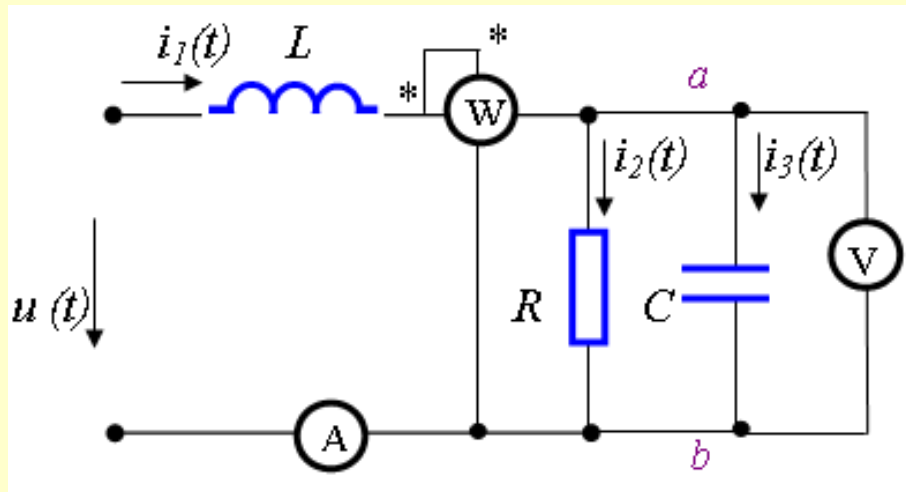 i₁(t)
L
*
*
W
a
i₂(t)
i₃(t)
V
u (t)
R
C
A
b